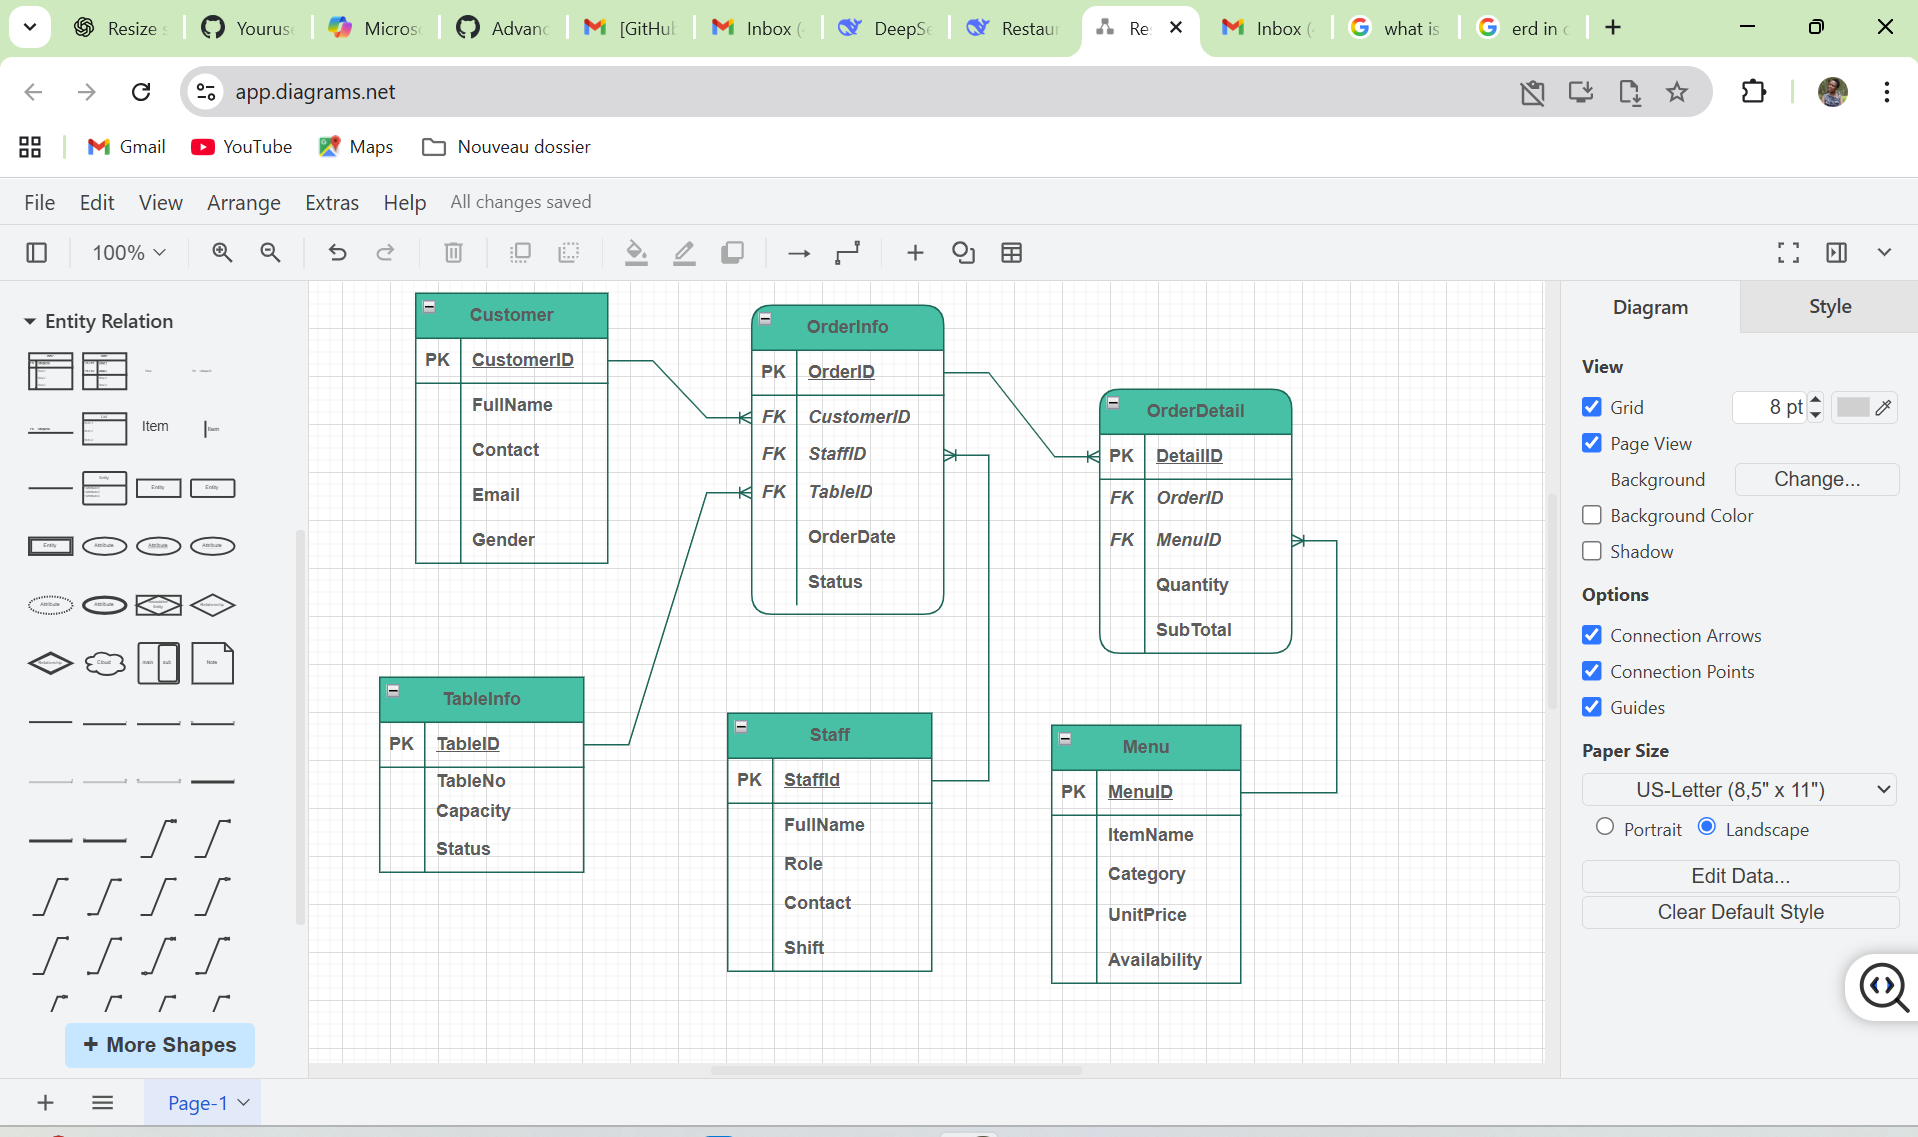 Resize
Youruse
Micros
Advanc
[GitHub
Inbox (
DeepSe
Restaur
Re
Inbox (
what is
erd in c
app.diagrams.net
Gmail
YouTube
Maps
Nouveau dossier
File
Edit
View
Arrange
Extras
Help
All changes saved
100%
Entity Relation
Item
+ More Shapes
Customer
PK CustomerID
FullName
Contact
Email
Gender
OrderInfo
PK OrderID
FK CustomerID
FK StaffID
FK TableID
OrderDate
Status
OrderDetail
PK DetailID
FK OrderID
FK MenuID
Quantity
SubTotal
TableInfo
PK TableID
TableNo
Capacity
Status
Staff
PK StaffId
FullName
Role
Contact
Shift
Menu
PK MenuID
ItemName
Category
UnitPrice
Availability
Diagram
Style
View
Grid
8 pt
Page View
Background
Change...
Background Color
Shadow
Options
Connection Arrows
Connection Points
Guides
Paper Size
US-Letter (8,5" x 11")
Portrait
Landscape
Edit Data...
Clear Default Style
Page-1